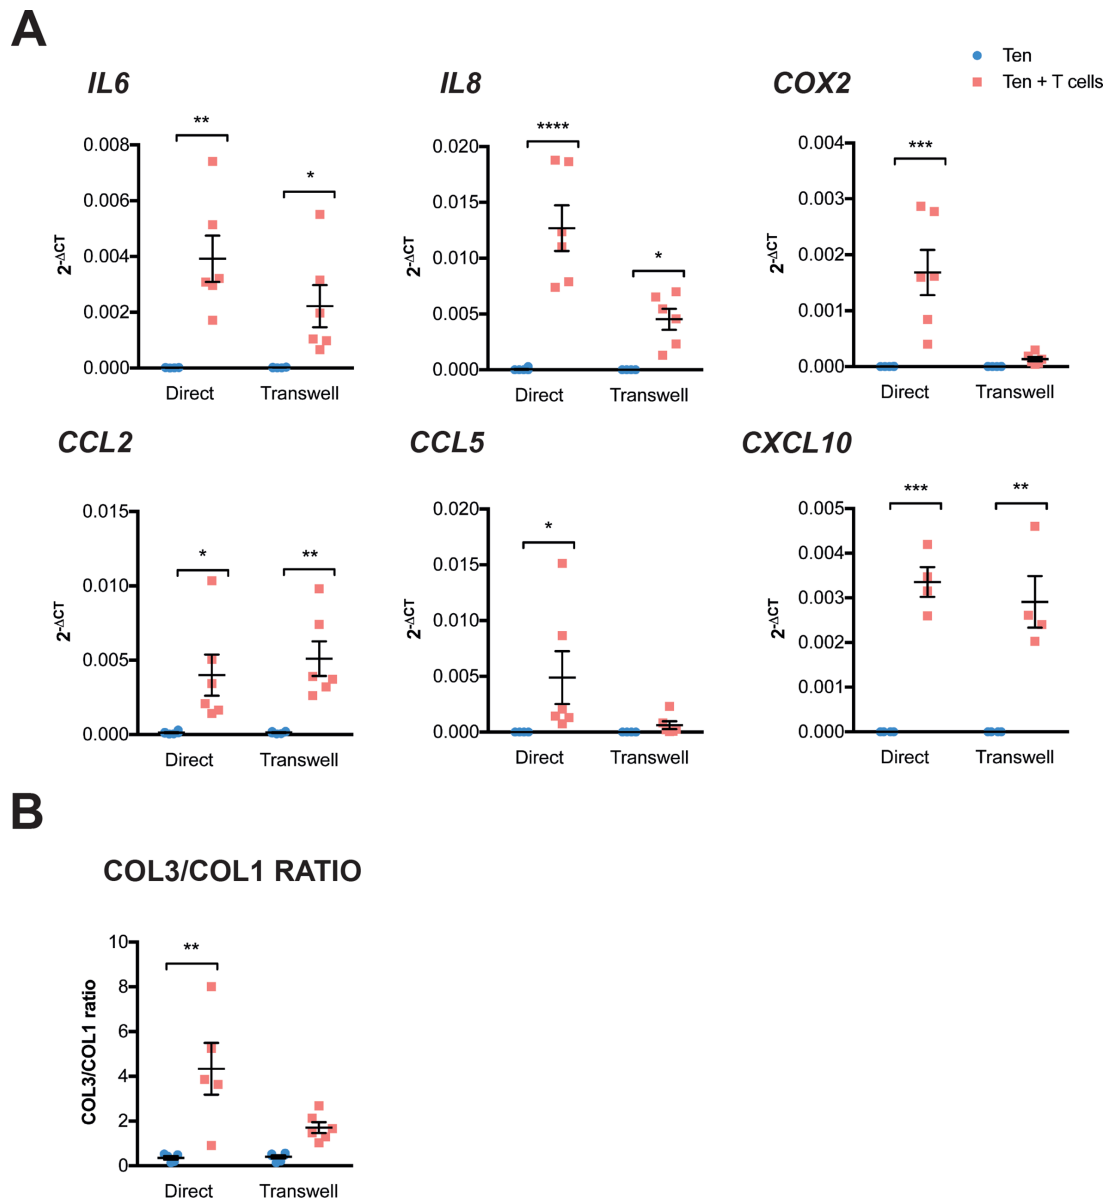 A
Ten
Ten + T cells
IL6
IL8
COX2
**
*
****
*
***
0.008
0.006
0.004
0.002
0.000
2-ΔCT
Direct
Transwell
0.020
0.015
0.010
0.005
0.000
2-ΔCT
Direct
Transwell
0.004
0.003
0.002
0.001
0.000
2-ΔCT
Direct
Transwell
CCL2
CCL5
CXCL10
*
**
*
***
**
0.015
0.010
0.005
0.000
2-ΔCT
Direct
Transwell
0.020
0.015
0.010
0.005
0.000
2-ΔCT
Direct
Transwell
0.005
0.004
0.003
0.002
0.001
0.000
2-ΔCT
Direct
Transwell
B
COL3/COL1 RATIO
**
10
8
6
4
2
0
COL3/COL1 ratio
Direct
Transwell